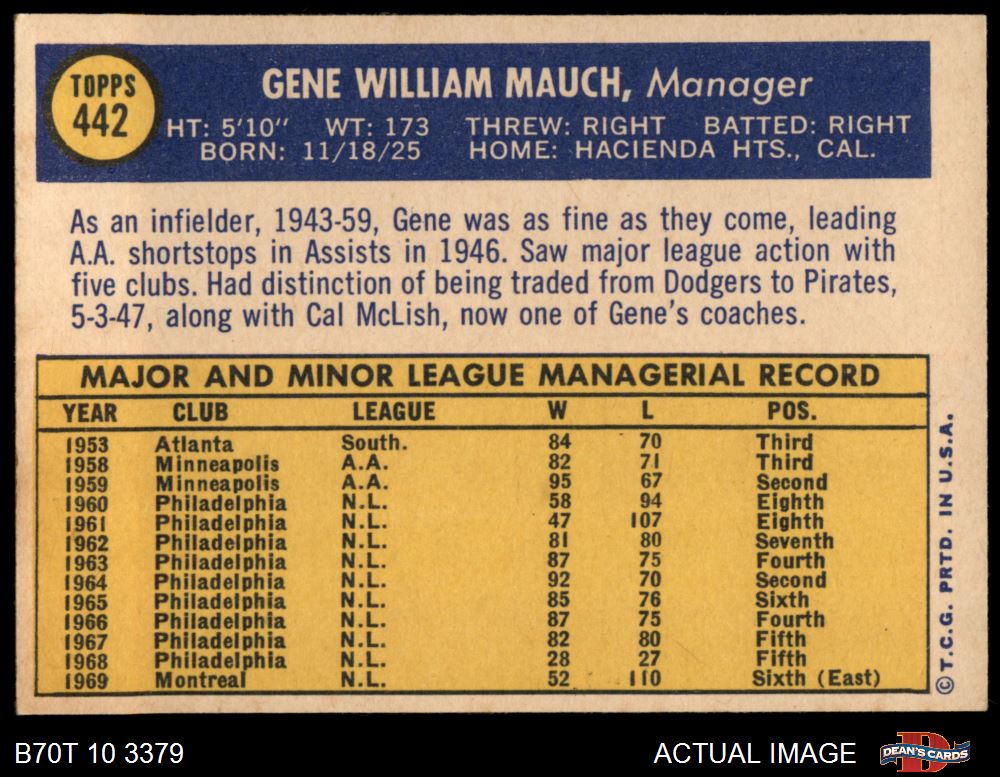 TOPPS
442
GENE WILLIAM MAUCH, Manager
HT: 5'10" WT: 173 THREW: RIGHT BATTED: RIGHT
BORN: 11/18/25 HOME: HACIENDA HTS., CAL.
As an infielder, 1943-59, Gene was as fine as they come, leading
A.A. shortstops in Assists in 1946. Saw major league action with
five clubs. Had distinction of being traded from Dodgers to Pirates,
5-3-47, along with Cal McLish, now one of Gene's coaches.
MAJOR AND MINOR LEAGUE MANAGERIAL RECORD
YEAR CLUB LEAGUE W L POS.
1953 Atlanta South. 84 70 Third
1958 Minneapolis A.A. 82 71 Third
1959 Minneapolis A.A. 95 67 Second
1960 Philadelphia N.L. 58 94 Eighth
1961 Philadelphia N.L. 47 107 Eighth
1962 Philadelphia N.L. 81 80 Seventh
1963 Philadelphia N.L. 87 75 Fourth
1964 Philadelphia N.L. 92 70 Second
1965 Philadelphia N.L. 85 76 Sixth
1966 Philadelphia N.L. 87 75 Fourth
1967 Philadelphia N.L. 82 80 Fifth
1968 Philadelphia N.L. 28 27 Fifth
1969 Montreal N.L. 52 110 Sixth (East)
© T.C.G. PRTD. IN U.S.A.
B70T 10 3379 ACTUAL IMAGE DEAN'S CARDS